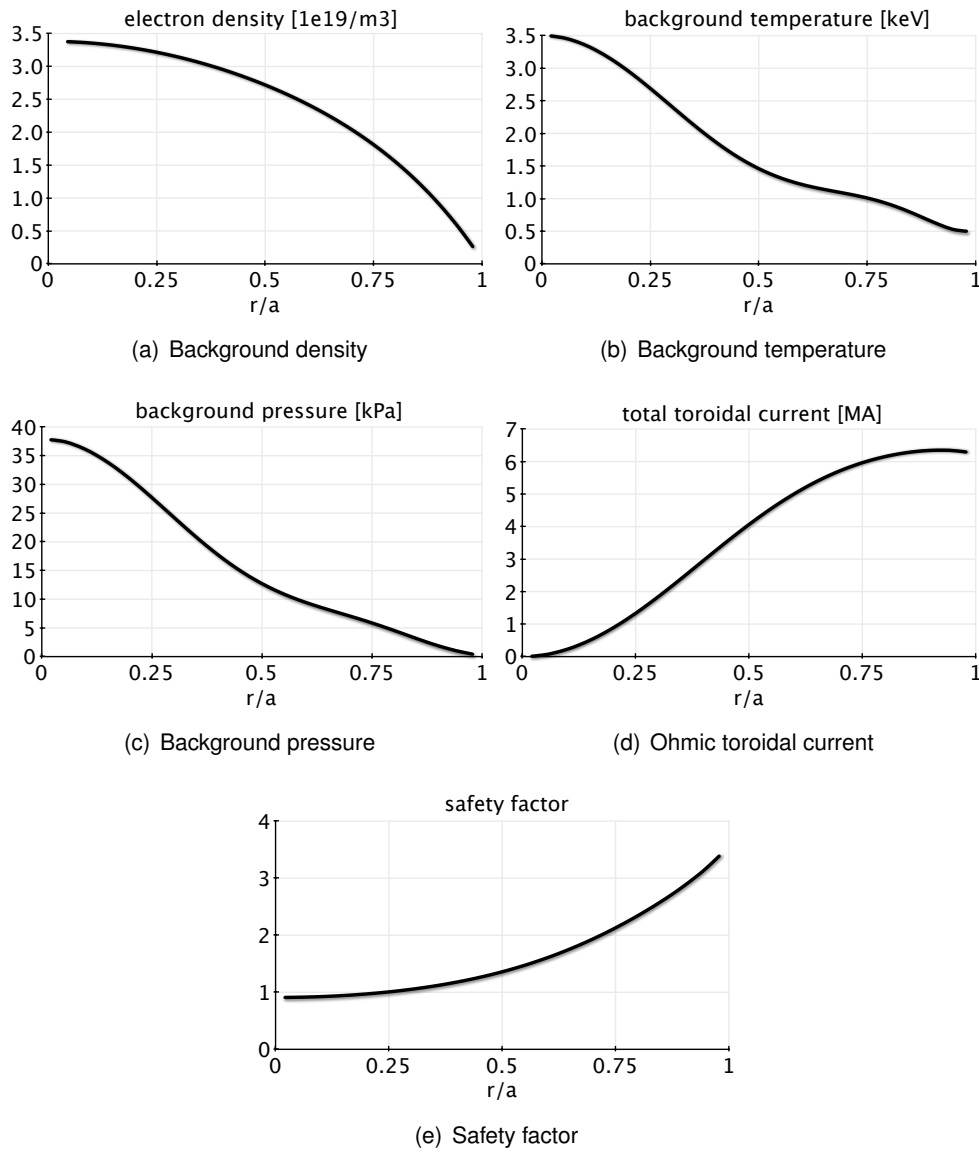 electron density [1e19/m3]
3.5
3.0
2.5
2.0
1.5
1.0
0.5
0
0 0.25 0.5 0.75 1
r/a
(a) Background density
background temperature [keV]
3.5
3.0
2.5
2.0
1.5
1.0
0.5
0
0 0.25 0.5 0.75 1
r/a
(b) Background temperature
background pressure [kPa]
40
35
30
25
20
15
10
5
0
0 0.25 0.5 0.75 1
r/a
(c) Background pressure
total toroidal current [MA]
7
6
5
4
3
2
1
0
0 0.25 0.5 0.75 1
r/a
(d) Ohmic toroidal current
safety factor
4
3
2
1
0
0 0.25 0.5 0.75 1
r/a
(e) Safety factor